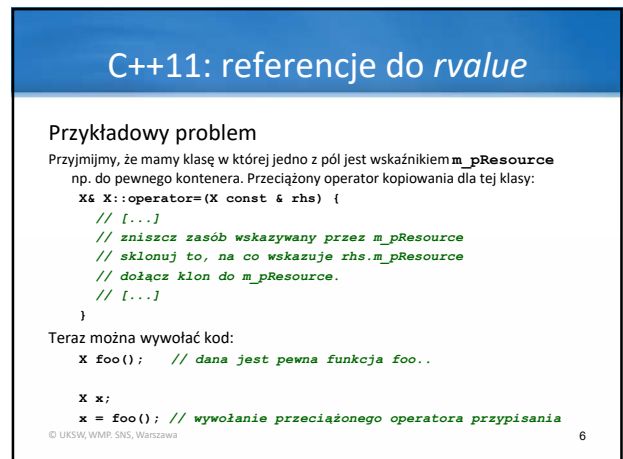 C++11: referencje do rvalue
Przykładowy problem
Przyjmijmy, że mamy klasę w której jedno z pól jest wskaźnikiem m_pResource
np. do pewnego kontenera. Przeciążony operator kopiowania dla tej klasy:
X& X::operator=(X const & rhs) {
// [...]
// zniszcz zasób wskazywany przez m_pResource
// sklonuj to, na co wskazuje rhs.m_pResource
// dołącz klon do m_pResource.
// [...]
}
Teraz można wywołać kod:
X foo(); // dana jest pewna funkcja foo..
X x;
x = foo(); // wywołanie przeciążonego operatora przypisania
© UKSW, WMP. SNS, Warszawa
6